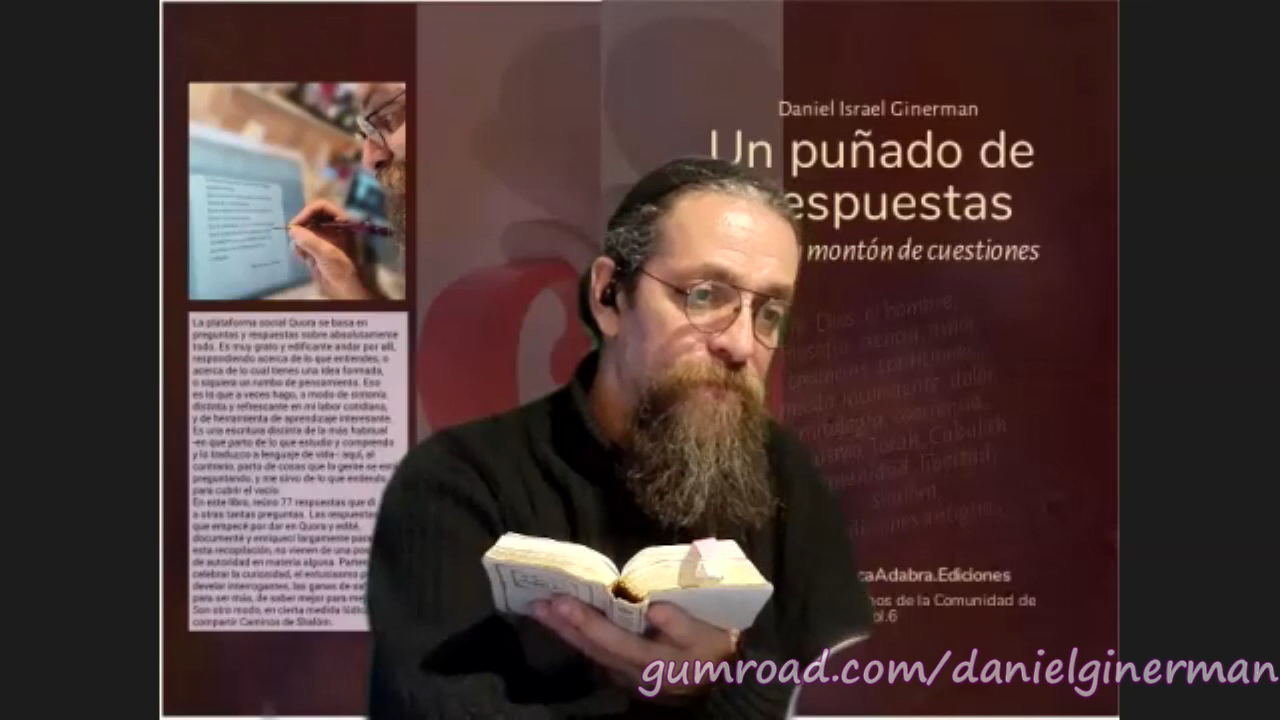 Daniel Israel Ginerman
Un puñado de
espuestas
montón de cuestiones
La plataforma social Quora se basa en
preguntas y respuestas sobre absolutamente
todo. Es muy grato y edificante andar por allí,
respondiendo acerca de lo que entendés, o
acerca de lo cual tienes una idea formada,
o siquiera un rumbo de pensamiento. Eso
es lo que a veces hago, a modo de
distinta y refrescante en mi labor cotidiana,
y de herramienta de aprendizaje interesante.
Es una escritura distinta de la más habitual
-en que parto de lo que estudio y comprendo
y lo traduzco a lenguaje de vida- aquí, al
contrario, parto de cosas que la gente se está
preguntando, y me sirvo de lo que entiendo
para cubrir el vacío.
En este libro, reúno 77 respuestas que di
a otras tantas preguntas. Las respuestas
que empecé por dar en Quora y edité,
documenté y enriquecí largamente para
esta recopilación, no vienen de una
de autoridad en materia alguna.
celebrar la curiosidad, el entusiasmo
develar interrogantes, las ganas de
para ser más, de saber mejor para
Son otro modo, en cierta medida
compartir Caminos de Shalóm.
Dios, el hombre
caAdabra.Ediciones
nos de la Comunidad de
ol.6
gumroad.com/danielginerman